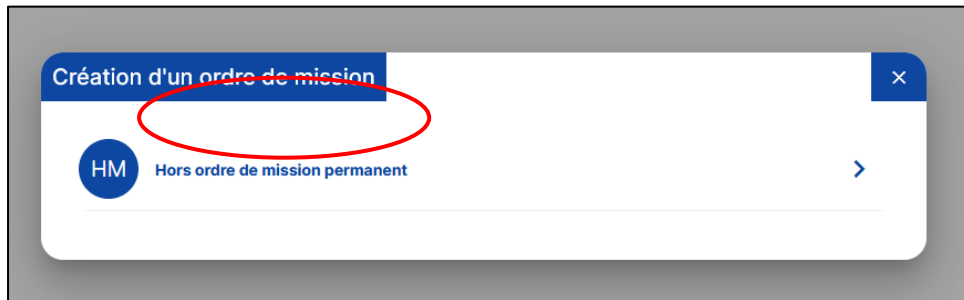 Création d'un ordre de mission
HM
Hors ordre de mission permanent